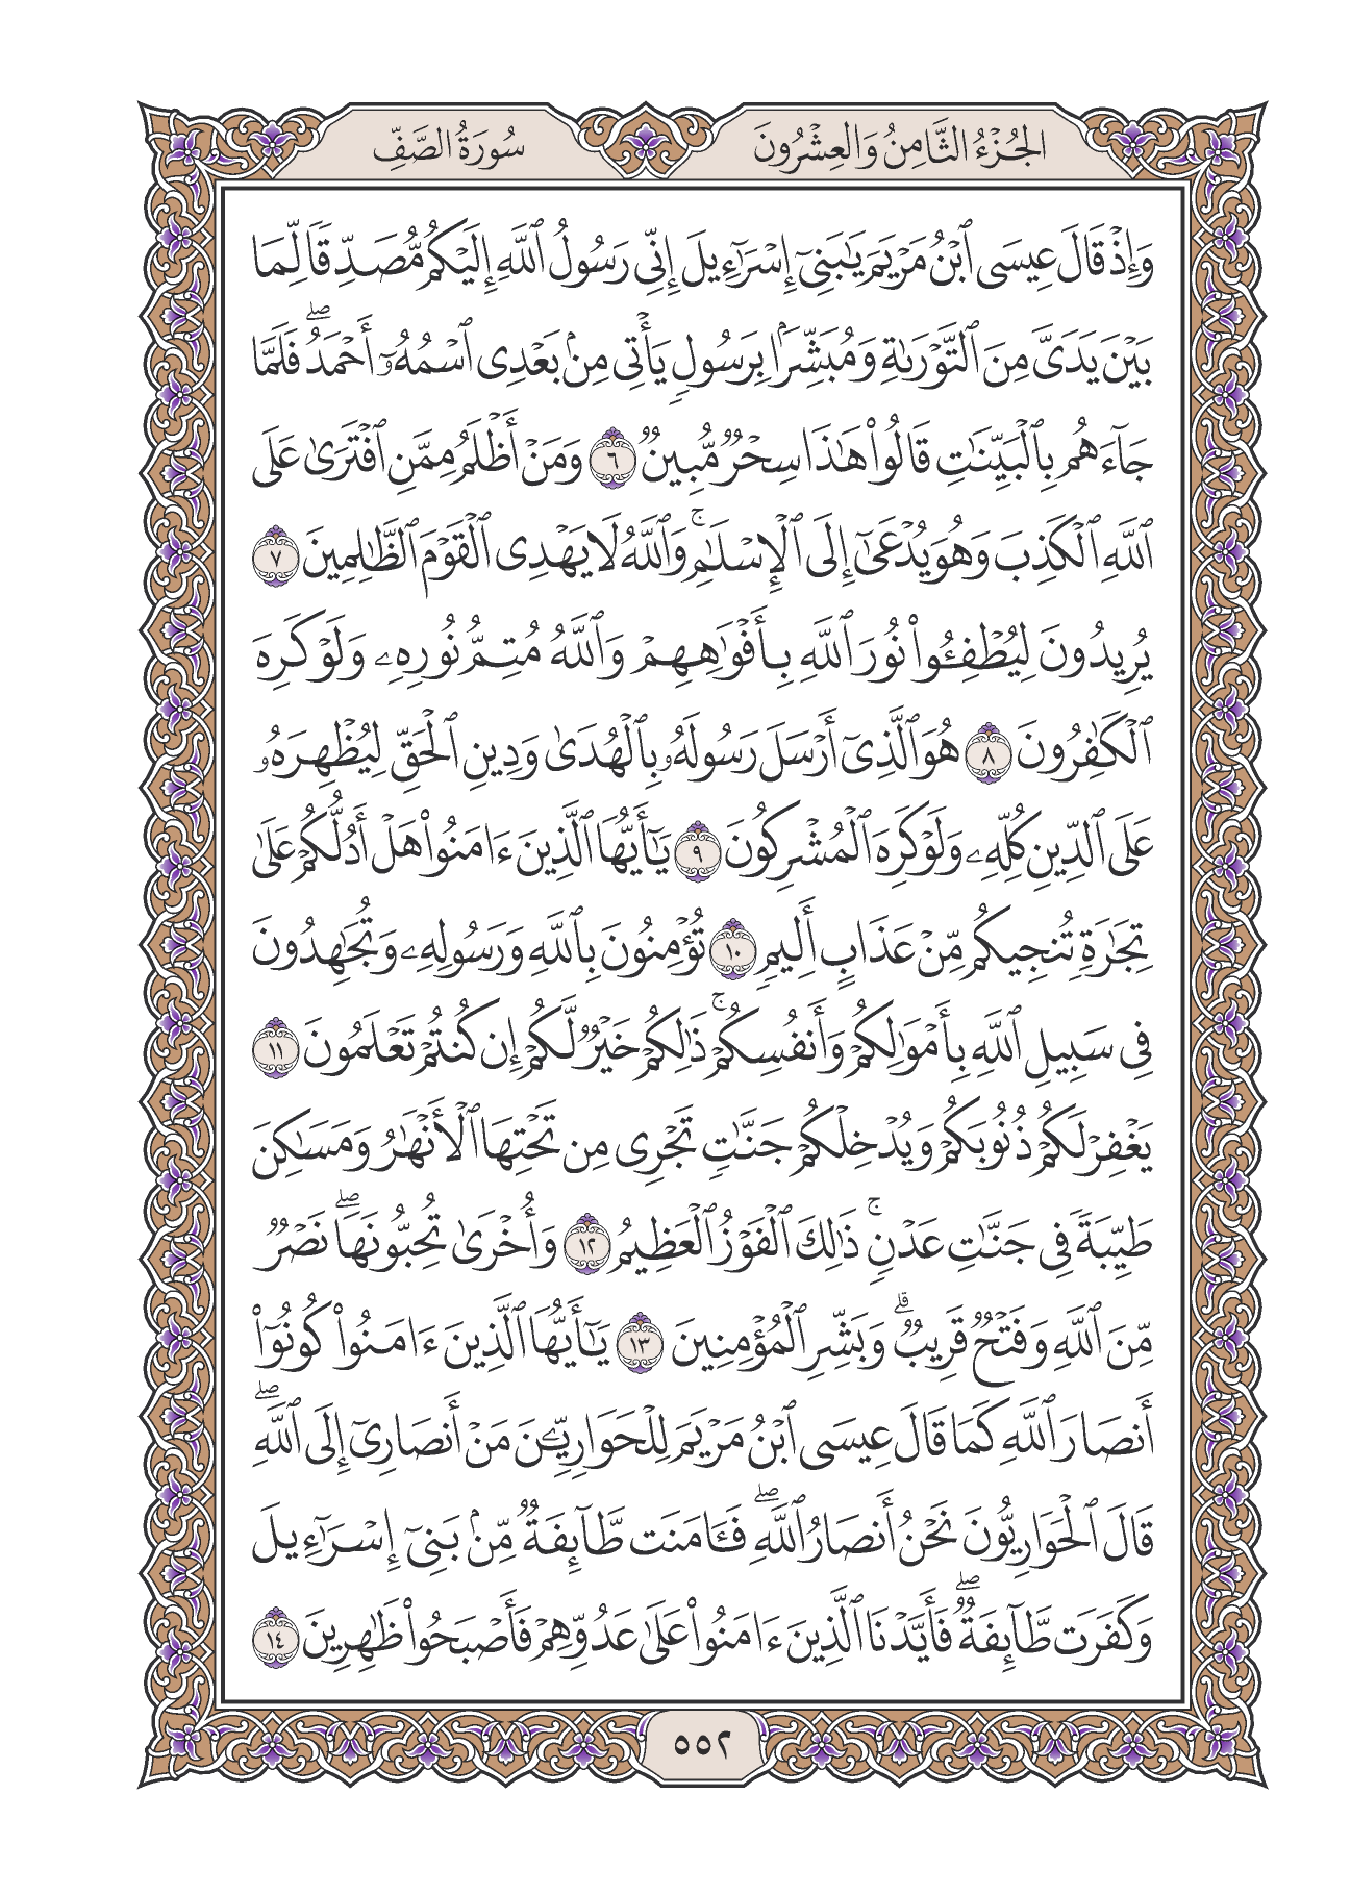 الجُزْءُ الثَّامِنُ وَالعِشْرُونَ
سُورَةُ الصَّفِّ
وَإِذْ قَالَ عِيسَى ٱبْنُ مَرْيَمَ يَٰبَنِىٓ إِسْرَٰٓءِيلَ إِنِّى رَسُولُ ٱللَّهِ إِلَيْكُم مُّصَدِّقًا لِّمَا
بَيْنَ يَدَىَّ مِنَ ٱلتَّوْرَىٰةِ وَمُبَشِّرَۢا بِرَسُولٍ يَأْتِى مِنۢ بَعْدِى ٱسْمُهُۥٓ أَحْمَدُ ۖ فَلَمَّا
جَآءَهُم بِٱلْبَيِّنَٰتِ قَالُوا۟ هَٰذَا سِحْرٌ مُّبِينٌ ٦ وَمَنْ أَظْلَمُ مِمَّنِ ٱفْتَرَىٰ عَلَى
ٱللَّهِ ٱلْكَذِبَ وَهُوَ يُدْعَىٰٓ إِلَى ٱلْإِسْلَٰمِ ۚ وَٱللَّهُ لَا يَهْدِى ٱلْقَوْمَ ٱلظَّٰلِمِينَ ٧
يُرِيدُونَ لِيُطْفِـُٔوا۟ نُورَ ٱللَّهِ بِأَفْوَٰهِهِمْ وَٱللَّهُ مُتِمُّ نُورِهِۦ وَلَوْ كَرِهَ
ٱلْكَٰفِرُونَ ٨ هُوَ ٱلَّذِىٓ أَرْسَلَ رَسُولَهُۥ بِٱلْهُدَىٰ وَدِينِ ٱلْحَقِّ لِيُظْهِرَهُۥ
عَلَى ٱلدِّينِ كُلِّهِۦ وَلَوْ كَرِهَ ٱلْمُشْرِكُونَ ٩ يَٰٓأَيُّهَا ٱلَّذِينَ ءَامَنُوا۟ هَلْ أَدُلُّكُمْ عَلَىٰ
تِجَٰرَةٍ تُنجِيكُم مِّنْ عَذَابٍ أَلِيمٍ ١٠ تُؤْمِنُونَ بِٱللَّهِ وَرَسُولِهِۦ وَتُجَٰهِدُونَ
فِى سَبِيلِ ٱللَّهِ بِأَمْوَٰلِكُمْ وَأَنفُسِكُمْ ۚ ذَٰلِكُمْ خَيْرٌ لَّكُمْ إِن كُنتُمْ تَعْلَمُونَ ١١
يَغْفِرْ لَكُمْ ذُنُوبَكُمْ وَيُدْخِلْكُمْ جَنَّٰتٍ تَجْرِى مِن تَحْتِهَا ٱلْأَنْهَٰرُ وَمَسَٰكِنَ
طَيِّبَةً فِى جَنَّٰتِ عَدْنٍ ۚ ذَٰلِكَ ٱلْفَوْزُ ٱلْعَظِيمُ ١٢ وَأُخْرَىٰ تُحِبُّونَهَا ۖ نَصْرٌ
مِّنَ ٱللَّهِ وَفَتْحٌ قَرِيبٌ ۗ وَبَشِّرِ ٱلْمُؤْمِنِينَ ١٣ يَٰٓأَيُّهَا ٱلَّذِينَ ءَامَنُوا۟ كُونُوٓا۟
أَنصَارَ ٱللَّهِ كَمَا قَالَ عِيسَى ٱبْنُ مَرْيَمَ لِلْحَوَارِيِّـۧنَ مَنْ أَنصَارِىٓ إِلَى ٱللَّهِ ۖ
قَالَ ٱلْحَوَارِيُّونَ نَحْنُ أَنصَارُ ٱللَّهِ ۖ فَـَٔامَنَت طَّآئِفَةٌ مِّنۢ بَنِىٓ إِسْرَٰٓءِيلَ
وَكَفَرَت طَّآئِفَةٌ ۖ فَأَيَّدْنَا ٱلَّذِينَ ءَامَنُوا۟ عَلَىٰ عَدُوِّهِمْ فَأَصْبَحُوا۟ ظَٰهِرِينَ ١٤
٥٥٢